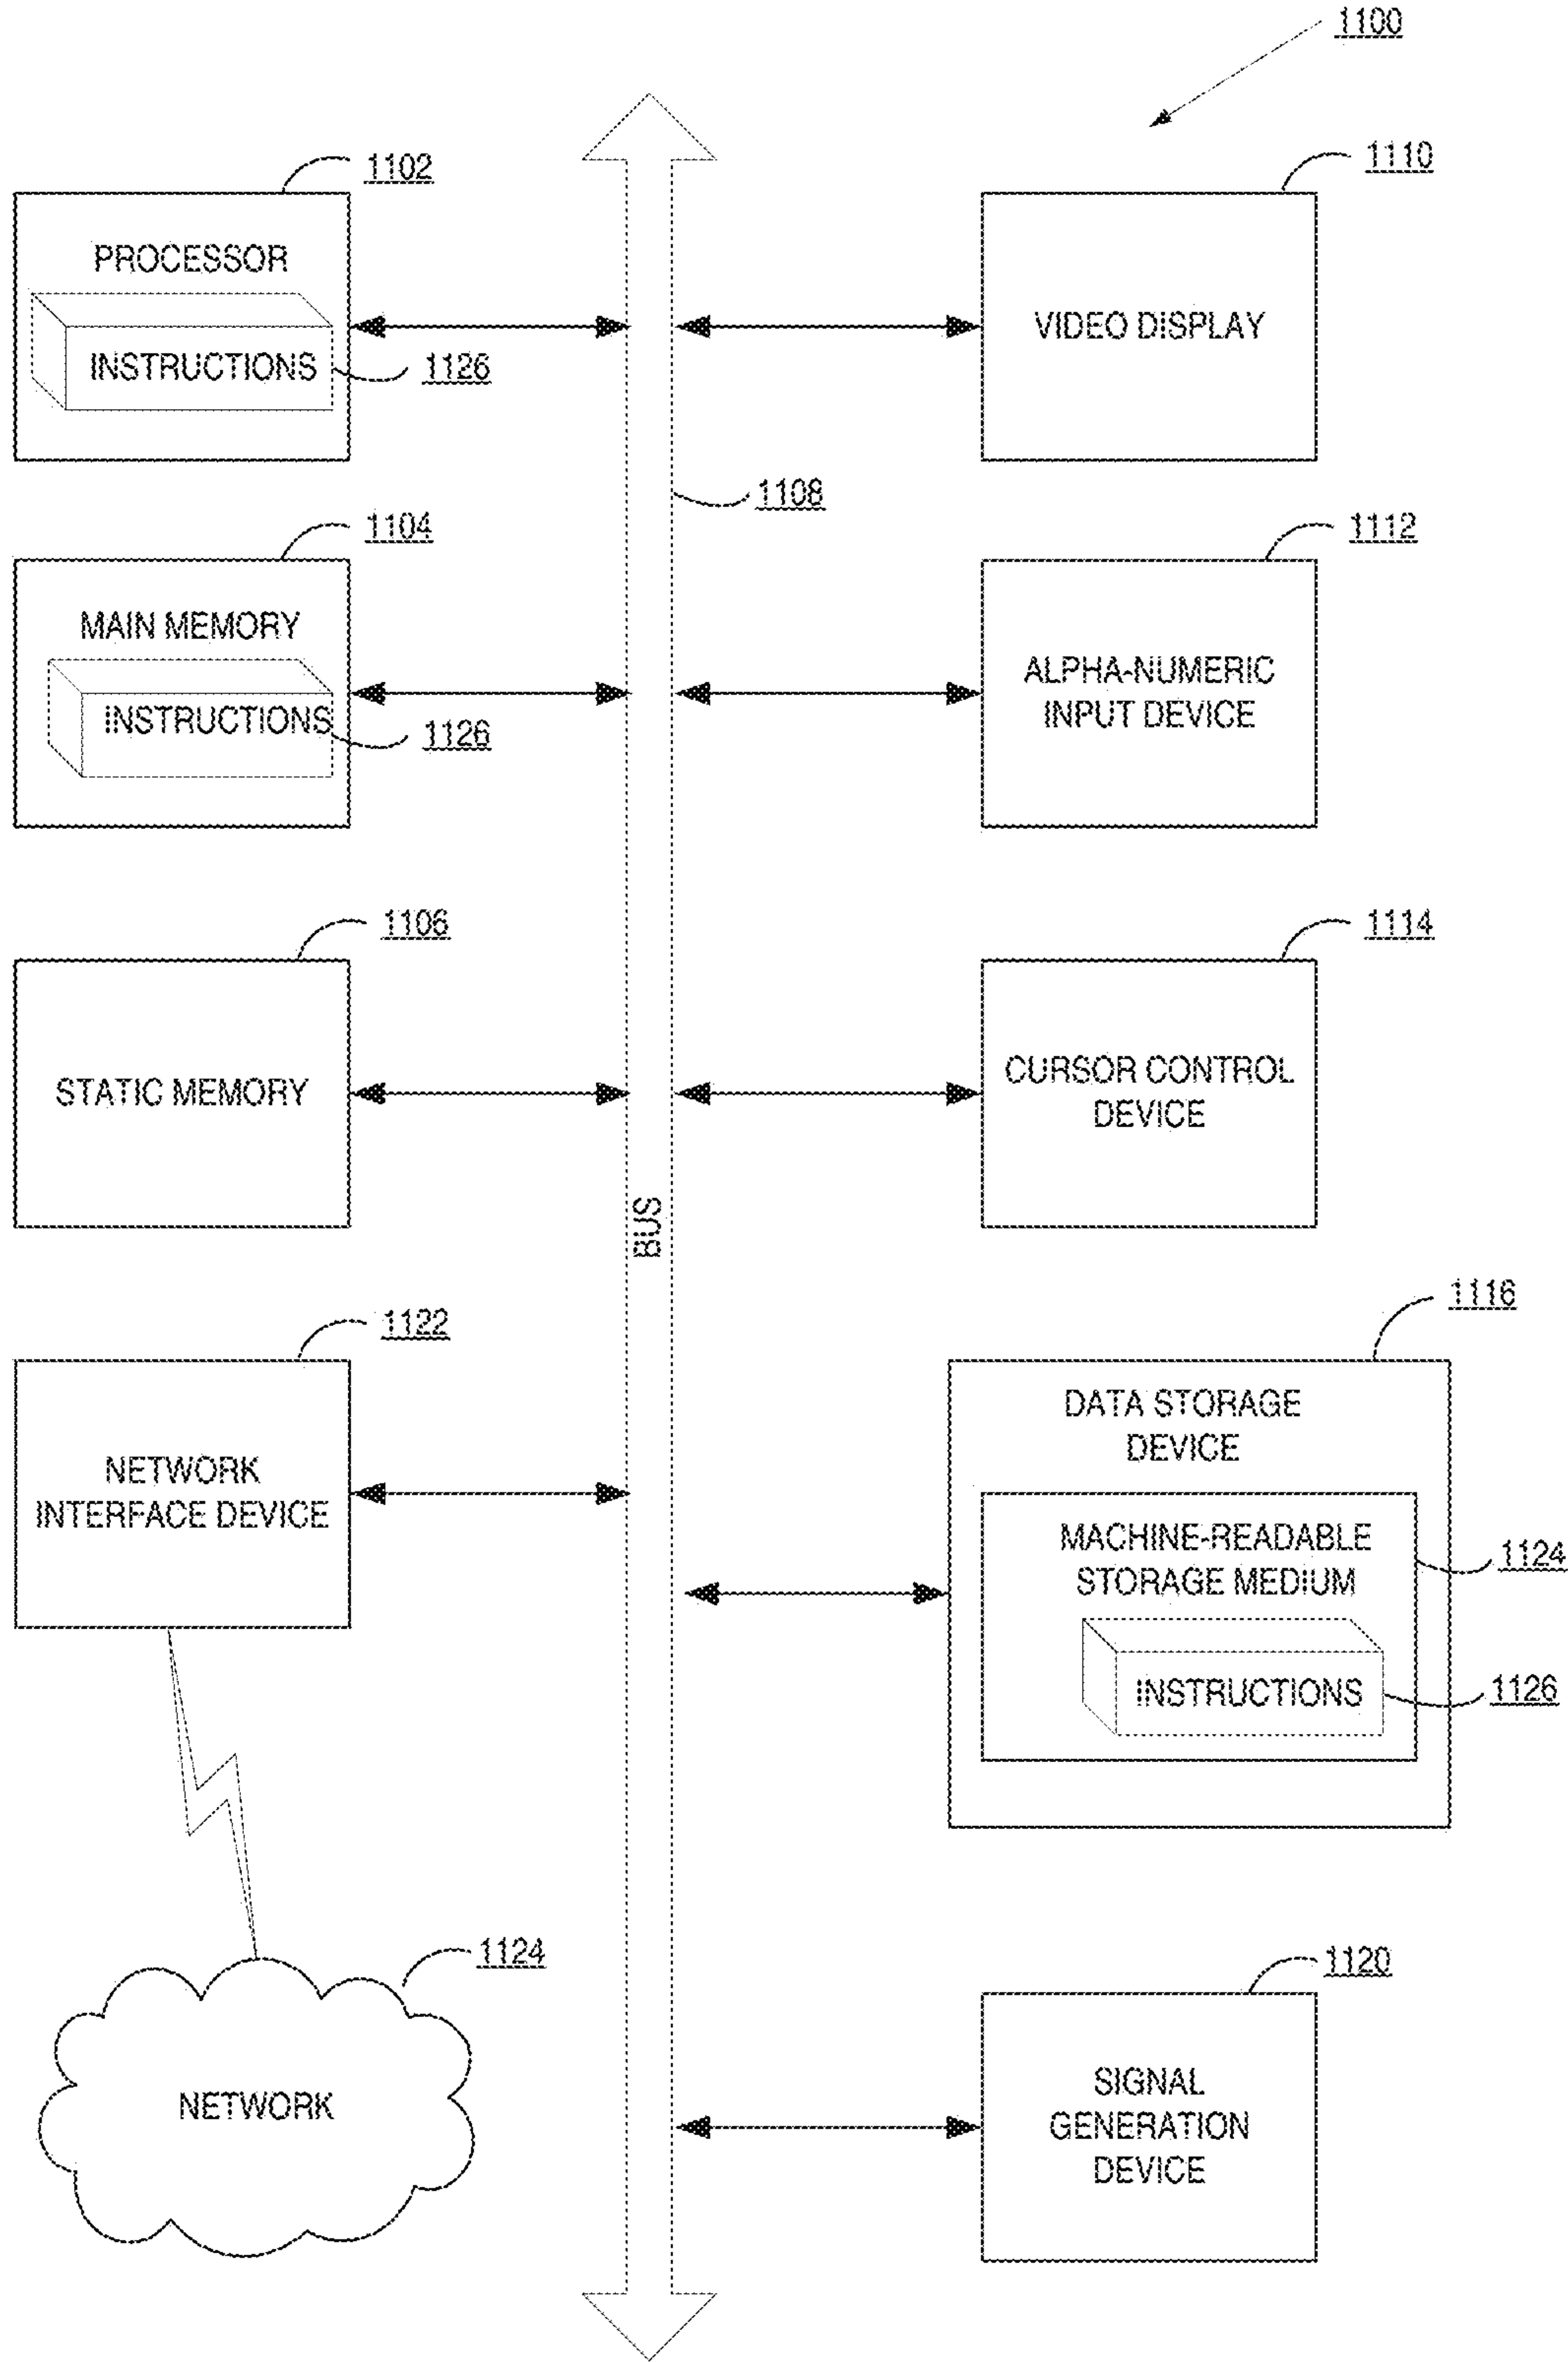 1100
1102
PROCESSOR
INSTRUCTIONS
1126
1110
VIDEO DISPLAY
1108
1104
MAIN MEMORY
INSTRUCTIONS
1126
1112
ALPHA-NUMERIC
INPUT DEVICE
1106
STATIC MEMORY
1114
CURSOR CONTROL
DEVICE
BUS
1122
NETWORK
INTERFACE DEVICE
1116
DATA STORAGE
DEVICE
MACHINE-READABLE
STORAGE MEDIUM
1124
INSTRUCTIONS
1126
1124
NETWORK
1120
SIGNAL
GENERATION
DEVICE